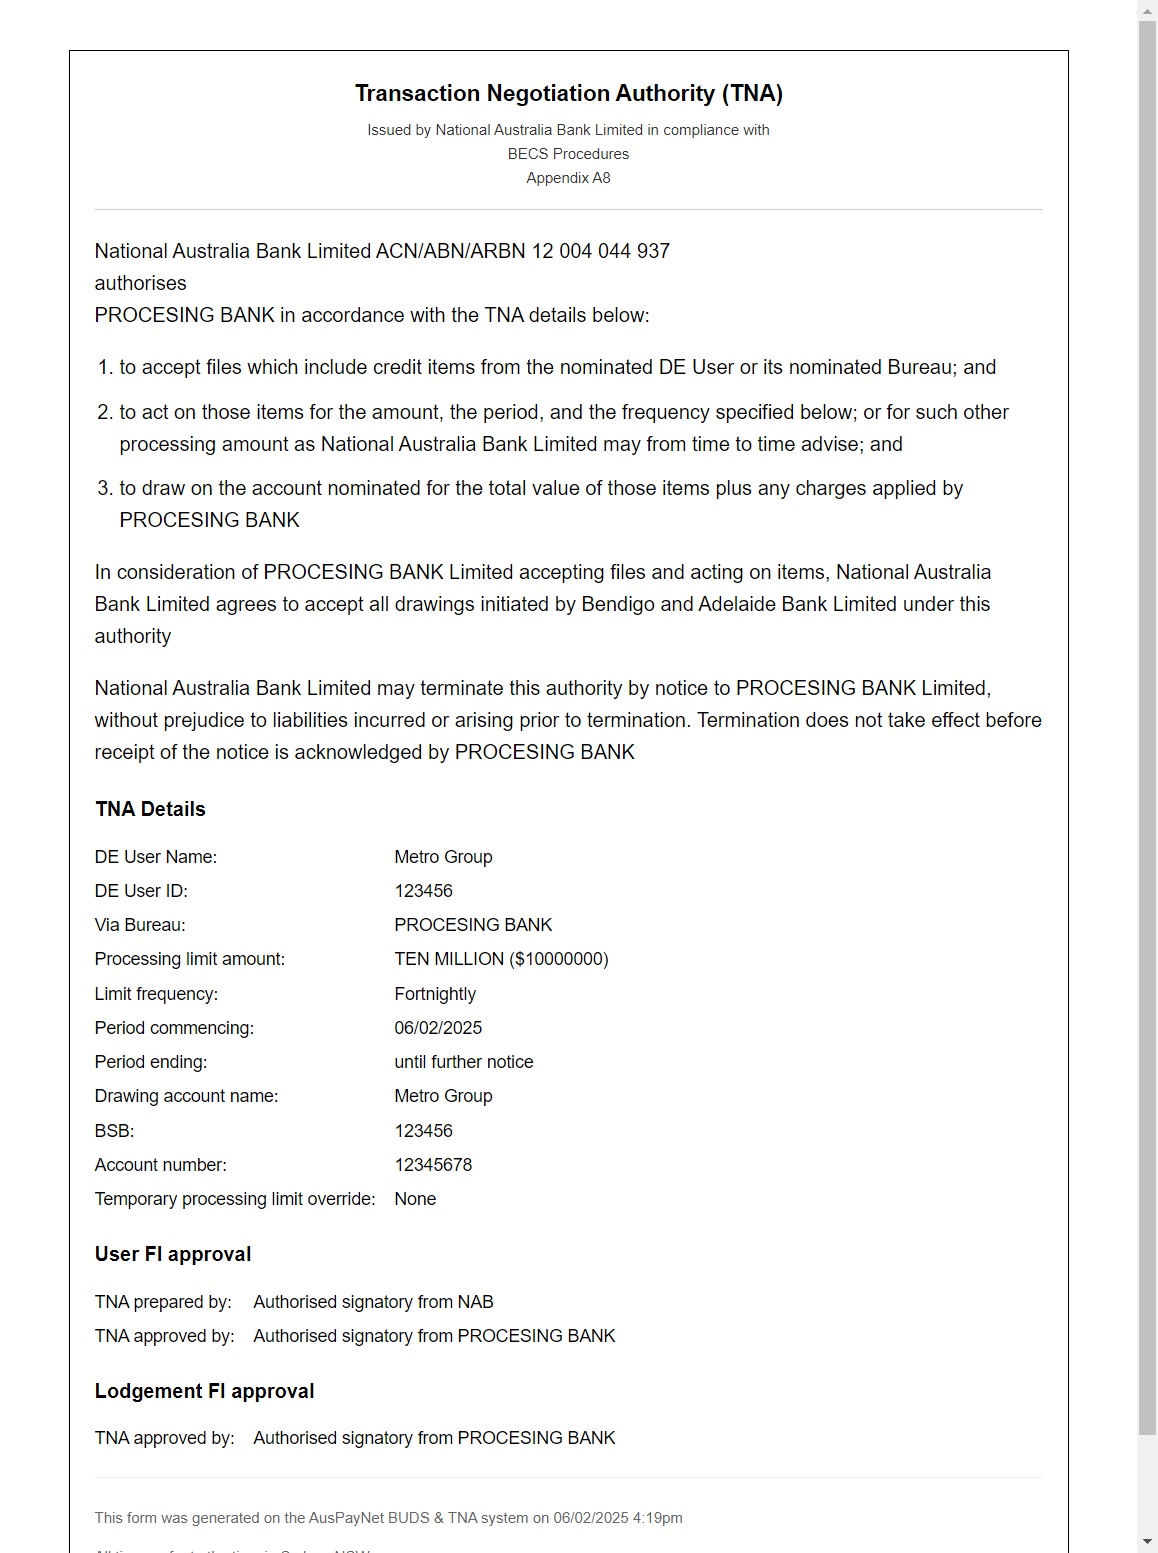 Transaction Negotiation Authority (TNA)
Issued by National Australia Bank Limited in compliance with
BECS Procedures
Appendix A8
National Australia Bank Limited ACN/ABN/ARBN 12 004 044 937
authorises
PROCESING BANK in accordance with the TNA details below:
1. to accept files which include credit items from the nominated DE User or its nominated Bureau; and
2. to act on those items for the amount, the period, and the frequency specified below; or for such other
processing amount as National Australia Bank Limited may from time to time advise; and
3. to draw on the account nominated for the total value of those items plus any charges applied by
PROCESING BANK
In consideration of PROCESING BANK Limited accepting files and acting on items, National Australia
Bank Limited agrees to accept all drawings initiated by Bendigo and Adelaide Bank Limited under this
authority
National Australia Bank Limited may terminate this authority by notice to PROCESING BANK Limited,
without prejudice to liabilities incurred or arising prior to termination. Termination does not take effect before
receipt of the notice is acknowledged by PROCESING BANK
TNA Details
DE User Name: Metro Group
DE User ID: 123456
Via Bureau: PROCESING BANK
Processing limit amount: TEN MILLION ($10000000)
Limit frequency: Fortnightly
Period commencing: 06/02/2025
Period ending: until further notice
Drawing account name: Metro Group
BSB: 123456
Account number: 12345678
Temporary processing limit override: None
User FI approval
TNA prepared by: Authorised signatory from NAB
TNA approved by: Authorised signatory from PROCESING BANK
Lodgement FI approval
TNA approved by: Authorised signatory from PROCESING BANK
This form was generated on the AusPayNet BUDS & TNA system on 06/02/2025 4:19pm